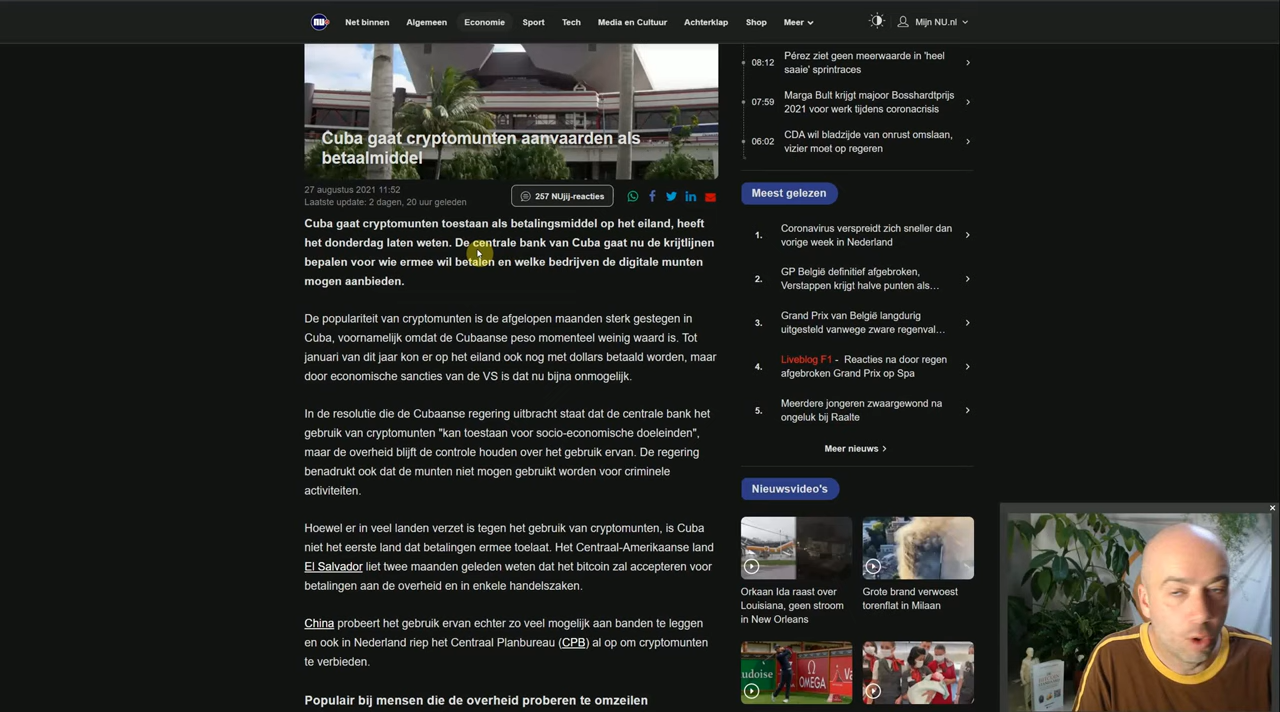 NU+
Net binnen
Algemeen
Economie
Sport
Tech
Media en Cultuur
Achterklap
Shop
Meer
Mijn NU.nl
Cuba gaat cryptomunten aanvaarden als
betaalmiddel
27 augustus 2021 11:52
Laatste update: 2 dagen, 20 uur geleden
257 NUjij-reacties
Cuba gaat cryptomunten toestaan als betalingsmiddel op het eiland, heeft
het donderdag laten weten. De centrale bank van Cuba gaat nu de krijtlijnen
bepalen voor wie ermee wil betalen en welke bedrijven de digitale munten
mogen aanbieden.
De populariteit van cryptomunten is de afgelopen maanden sterk gestegen in
Cuba, voornamelijk omdat de Cubaanse peso momenteel weinig waard is. Tot
januari van dit jaar kon er op het eiland ook nog met dollars betaald worden, maar
door economische sancties van de VS is dat nu bijna onmogelijk.
In de resolutie die de Cubaanse regering uitbracht staat dat de centrale bank het
gebruik van cryptomunten "kan toestaan voor socio-economische doeleinden",
maar de overheid blijft de controle houden over het gebruik ervan. De regering
benadrukt ook dat de munten niet mogen gebruikt worden voor criminele
activiteiten.
Hoewel er in veel landen verzet is tegen het gebruik van cryptomunten, is Cuba
niet het eerste land dat betalingen ermee toelaat. Het Centraal-Amerikaanse land
El Salvador liet twee maanden geleden weten dat het bitcoin zal accepteren voor
betalingen aan de overheid en in enkele handelszaken.
China probeert het gebruik ervan echter zo veel mogelijk aan banden te leggen
en ook in Nederland riep het Centraal Planbureau (CPB) al op om cryptomunten
te verbieden.
Populair bij mensen die de overheid proberen te omzeilen
08:12
Pérez ziet geen meerwaarde in 'heel
saaie' sprintraces
07:59
Marga Bult krijgt majoor Bosshardtprijs
2021 voor werk tijdens coronacrisis
06:02
CDA wil bladzijde van onrust omslaan,
vizier moet op regeren
Meest gelezen
1.
Coronavirus verspreidt zich sneller dan
vorige week in Nederland
2.
GP België definitief afgebroken,
Verstappen krijgt halve punten als…
3.
Grand Prix van België langdurig
uitgesteld vanwege zware regenval…
4.
Liveblog F1 - Reacties na door regen
afgebroken Grand Prix op Spa
5.
Meerdere jongeren zwaargewond na
ongeluk bij Raalte
Meer nieuws
Nieuwsvideo's
Orkaan Ida raast over
Louisiana, geen stroom
in New Orleans
Grote brand verwoest
torenflat in Milaan
OMEGA